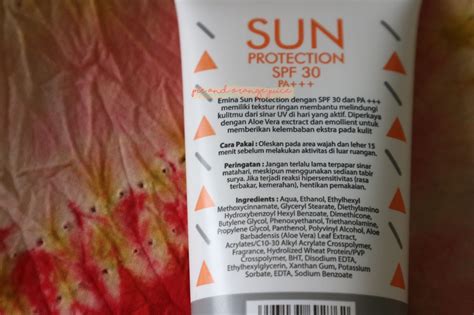 SUN
PROTECTION
SPF 30
PA+++
pic-and-orange-juice
Emina Sun Protection dengan SPF 30 dan PA +++
memiliki tekstur ringan membantu melindungi
kulitmu dari sinar UV di hari yang aktif. Diperkaya
dengan Aloe Vera exctract dan emollient untuk
memberikan kelembaban ekstra pada kulit
Cara Pakai : Oleskan pada area wajah dan leher 15
menit sebelum melakukan aktivitas di luar ruangan.
Peringatan : Jangan terlalu lama terpapar sinar
matahari, meskipun menggunakan sediaan tabir
surya. Jika terjadi reaksi hipersensitivitas (rasa
terbakar, kemerahan), hentikan pemakaian.
Ingredients : Aqua, Ethanol, Ethylhexyl
Methoxycinnamate, Glyceryl Stearate, Diethylamino
Hydroxybenzoyl Hexyl Benzoate, Dimethicone,
Butylene Glycol, Phenoxyethanol, Triethanolamine,
Propylene Glycol, Panthenol, Polyvinyl Alcohol, Aloe
Barbadensis (Aloe Vera) Leaf Extract,
Acrylates/C10-30 Alkyl Acrylate Crosspolymer,
Fragrance, Hydrolyzed Wheat Protein/PVP
Crosspolymer, BHT, Disodium EDTA,
Ethylhexylglycerin, Xanthan Gum, Potassium
Sorbate, EDTA, Sodium Benzoate